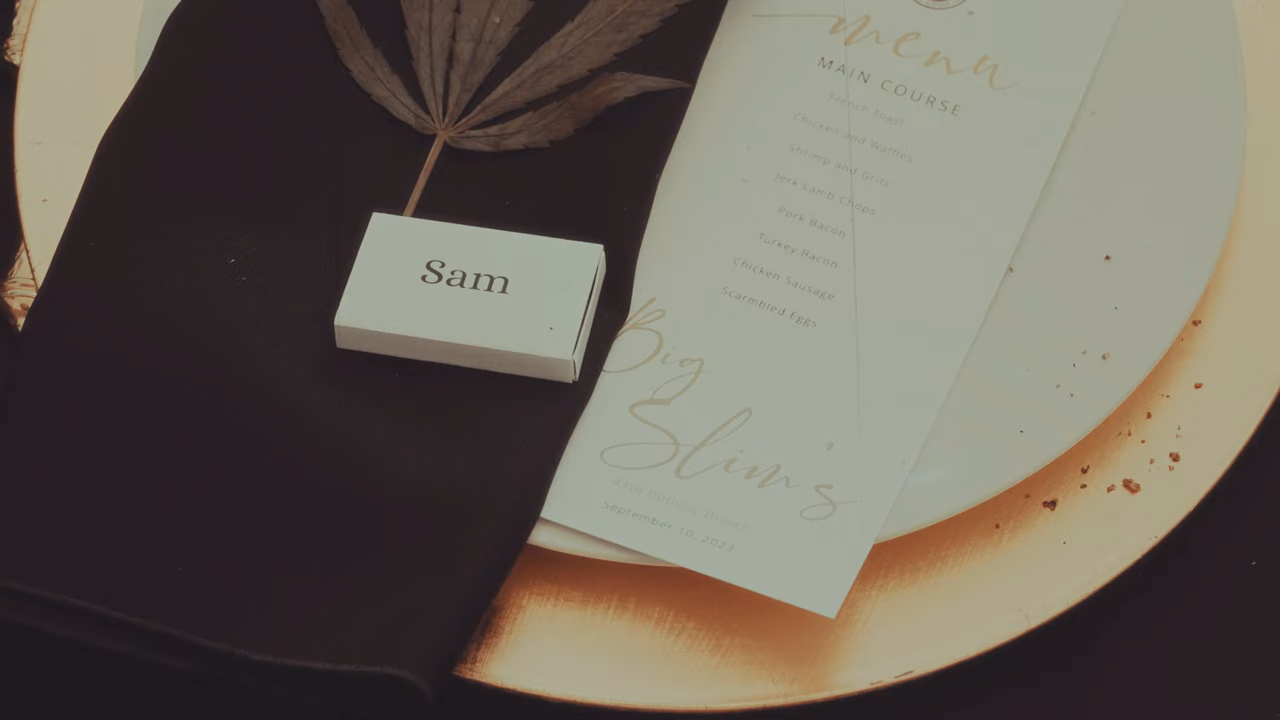 menu
MAIN COURSE
French Toast
Chicken and Waffles
Shrimp and Grits
Jerk Lamb Chops
Pork Bacon
Turkey Bacon
Chicken Sausage
Scarmbled Eggs
Sam
Big
Slim's
Birthday
September 10, 2023